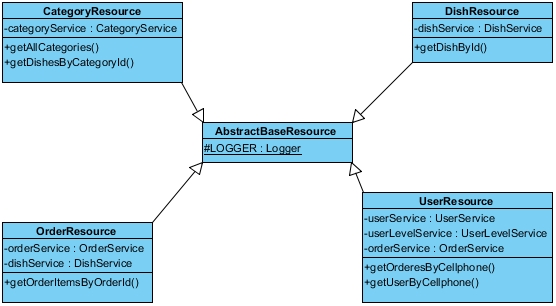 CategoryResource
-categoryService : CategoryService
+getAllCategories()
+getDishesByCategoryId()
DishResource
-dishService : DishService
+getDishById()
AbstractBaseResource
#LOGGER : Logger
OrderResource
-orderService : OrderService
-dishService : DishService
+getOrderItemsByOrderId()
UserResource
-userService : UserService
-userLevelService : UserLevelService
-orderService : OrderService
+getOrderesByCellphone()
+getUserByCellphone()